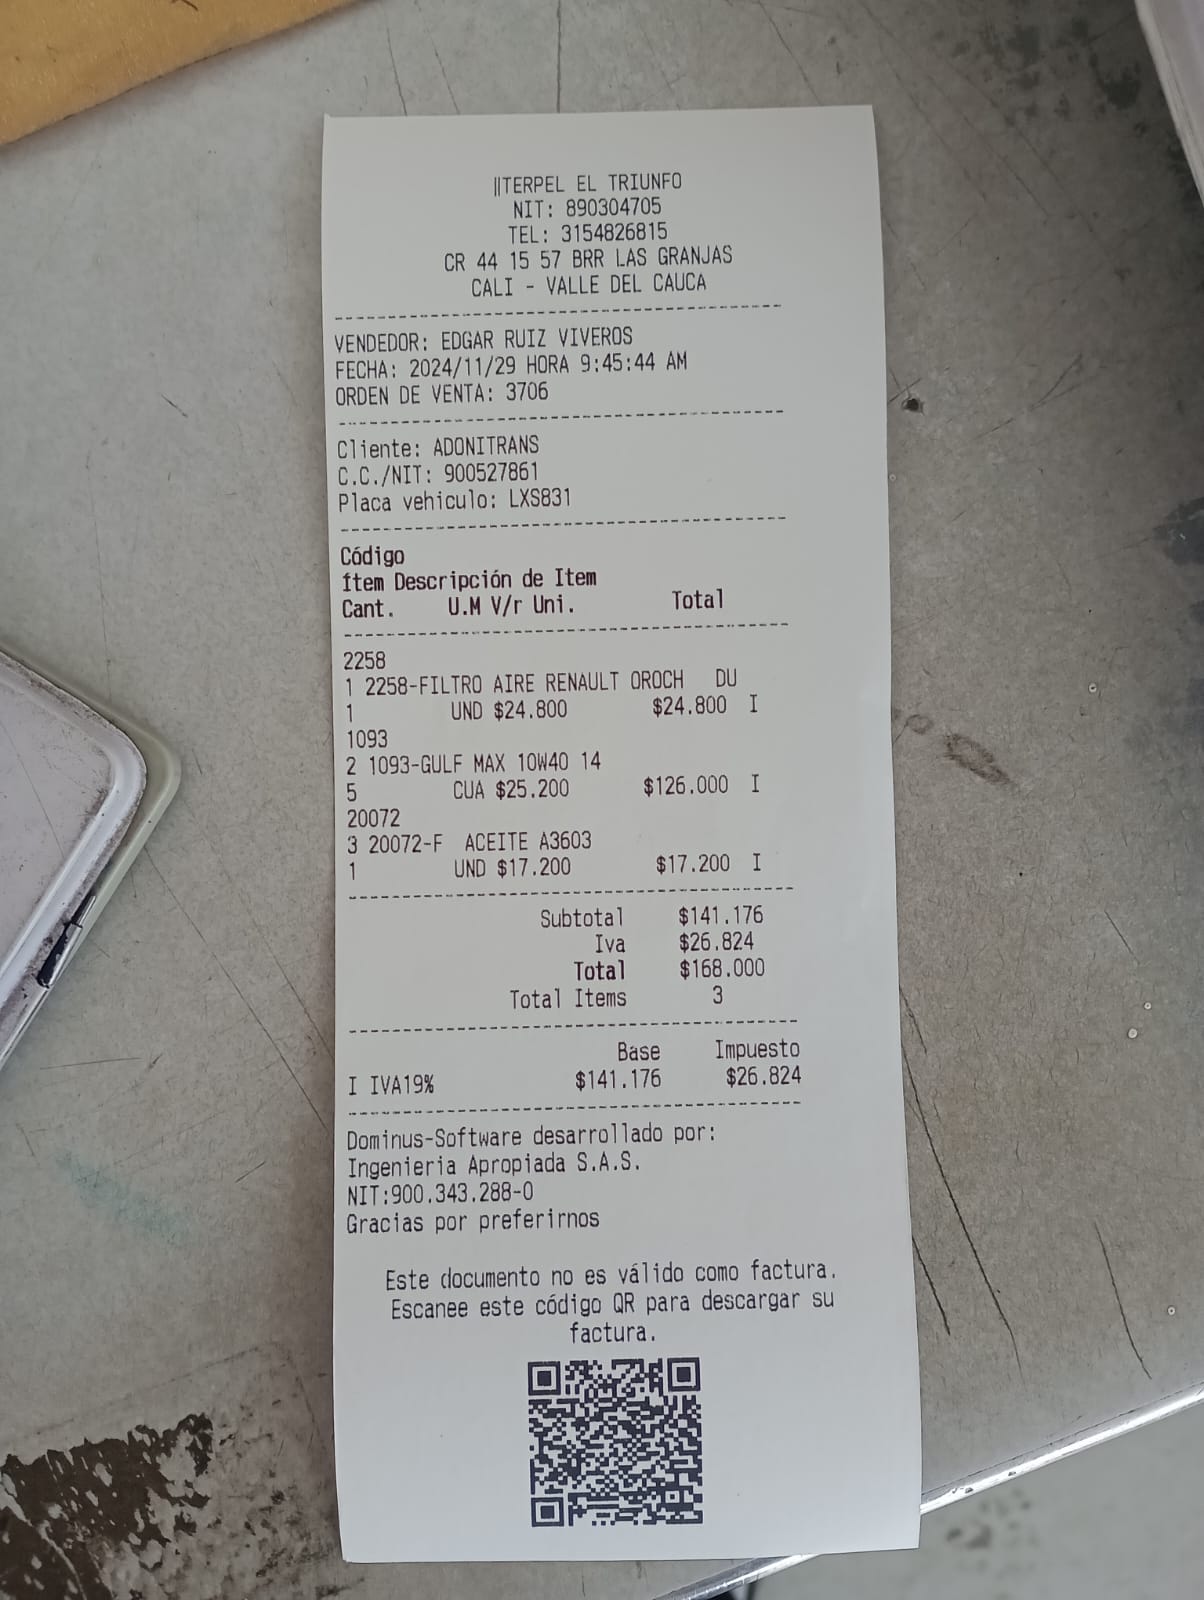 ||TERPEL EL TRIUNFO
NIT: 890304705
TEL: 3154826815
CR 44 15 57 BRR LAS GRANJAS
CALI - VALLE DEL CAUCA
VENDEDOR: EDGAR RUIZ VIVEROS
FECHA: 2024/11/29 HORA 9:45:44 AM
ORDEN DE VENTA: 3706
Cliente: ADONITRANS
C.C./NIT: 900527861
Placa vehiculo: LXS831
Código
Ítem Descripción de Item
Cant. U.M V/r Uni. Total
2258
1 2258-FILTRO AIRE RENAULT OROCH DU
1 UND $24.800 $24.800 I
1093
2 1093-GULF MAX 10W40 14
5 CUA $25.200 $126.000 I
20072
3 20072-F ACEITE A3603
1 UND $17.200 $17.200 I
Subtotal $141.176
Iva $26.824
Total $168.000
Total Items 3
Base Impuesto
I IVA19% $141.176 $26.824
Dominus-Software desarrollado por:
Ingenieria Apropiada S.A.S.
NIT:900.343.288-0
Gracias por preferirnos
Este documento no es válido como factura.
Escanee este código QR para descargar su
factura.